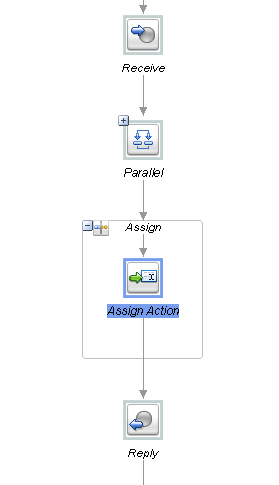 Receive
Parallel
Assign
Assign Action
Reply